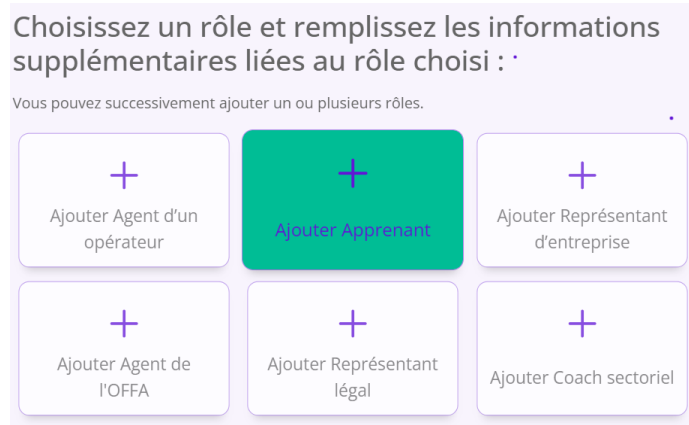 Choisissez un rôle et remplissez les informations
supplémentaires liées au rôle choisi :
Vous pouvez successivement ajouter un ou plusieurs rôles.
Ajouter Agent d’un
opérateur
Ajouter Apprenant
Ajouter Représentant
d’entreprise
Ajouter Agent de
l'OFFA
Ajouter Représentant
légal
Ajouter Coach sectoriel